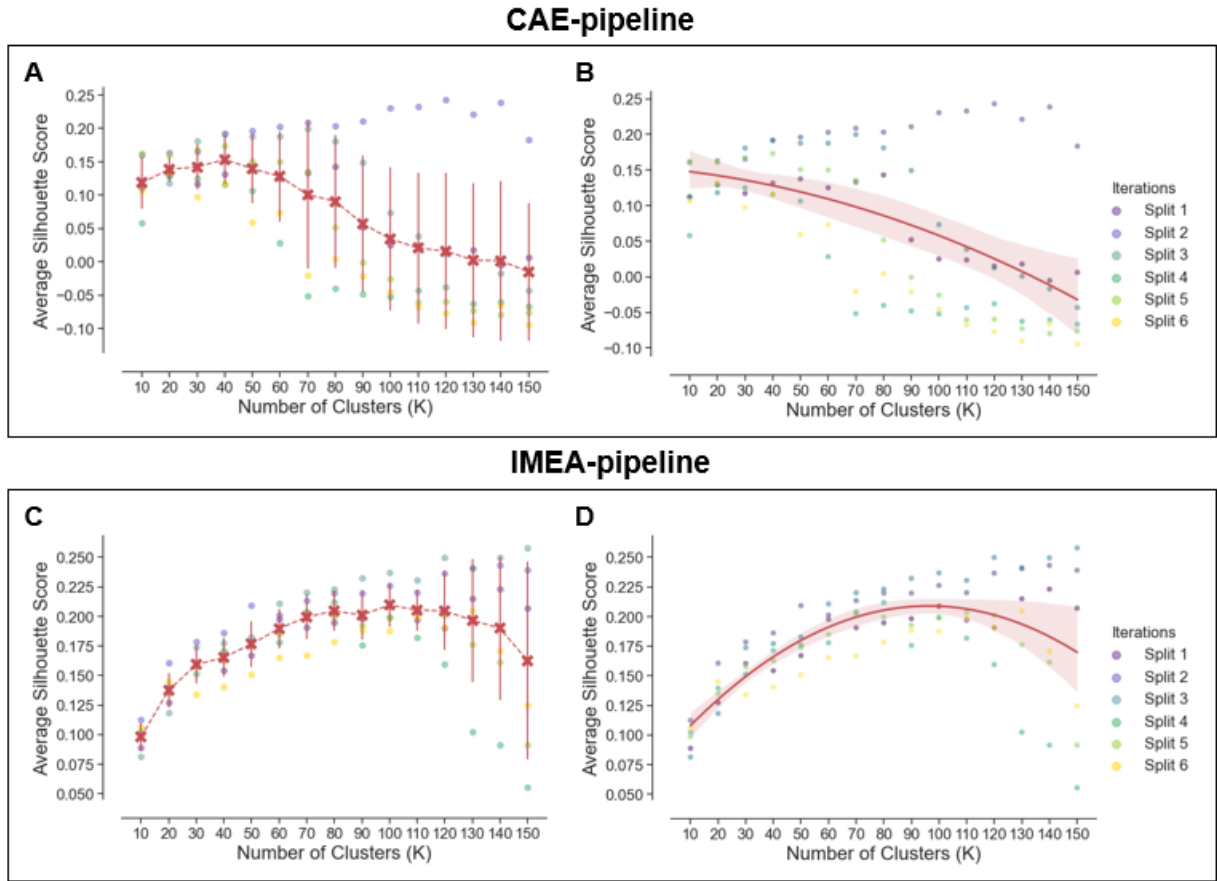 CAE-pipeline
A
0.25
0.20
0.15
0.10
0.05
0.00
−0.05
−0.10
Average Silhouette Score
10 20 30 40 50 60 70 80 90 100 110 120 130 140 150
Number of Clusters (K)
B
0.25
0.20
0.15
0.10
0.05
0.00
−0.05
−0.10
Average Silhouette Score
10 20 30 40 50 60 70 80 90 100 110 120 130 140 150
Number of Clusters (K)
Iterations
Split 1
Split 2
Split 3
Split 4
Split 5
Split 6
IMEA-pipeline
C
0.250
0.225
0.200
0.175
0.150
0.125
0.100
0.075
0.050
Average Silhouette Score
10 20 30 40 50 60 70 80 90 100 110 120 130 140 150
Number of Clusters (K)
D
0.250
0.225
0.200
0.175
0.150
0.125
0.100
0.075
0.050
Average Silhouette Score
10 20 30 40 50 60 70 80 90 100 110 120 130 140 150
Number of Clusters (K)
Iterations
Split 1
Split 2
Split 3
Split 4
Split 5
Split 6